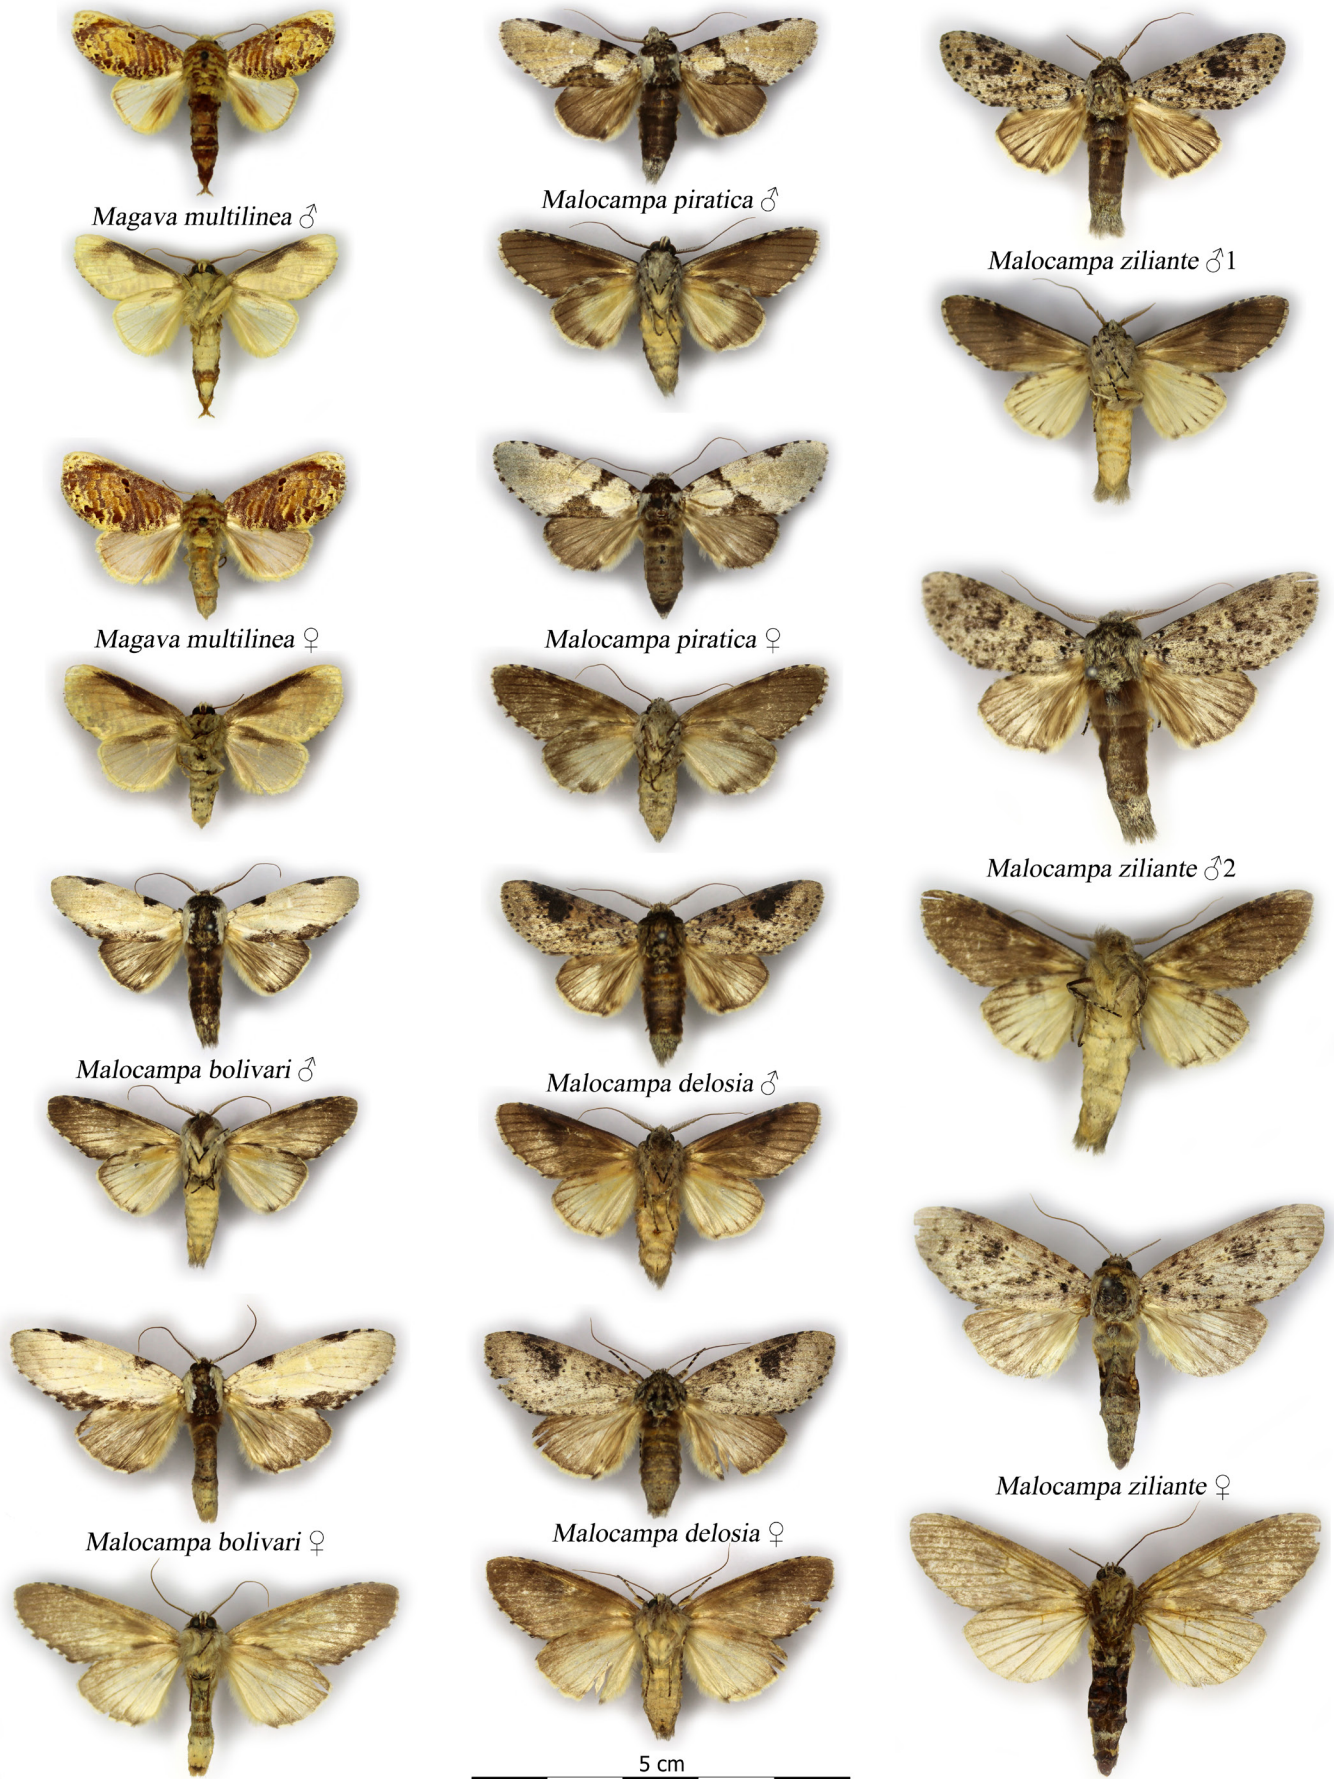 Magava multilinea ♂
Magava multilinea ♀
Malocampa bolivari ♂
Malocampa bolivari ♀
Malocampa piratica ♂
Malocampa piratica ♀
Malocampa delosia ♂
Malocampa delosia ♀
5 cm
Malocampa ziliante ♂1
Malocampa ziliante ♂2
Malocampa ziliante ♀